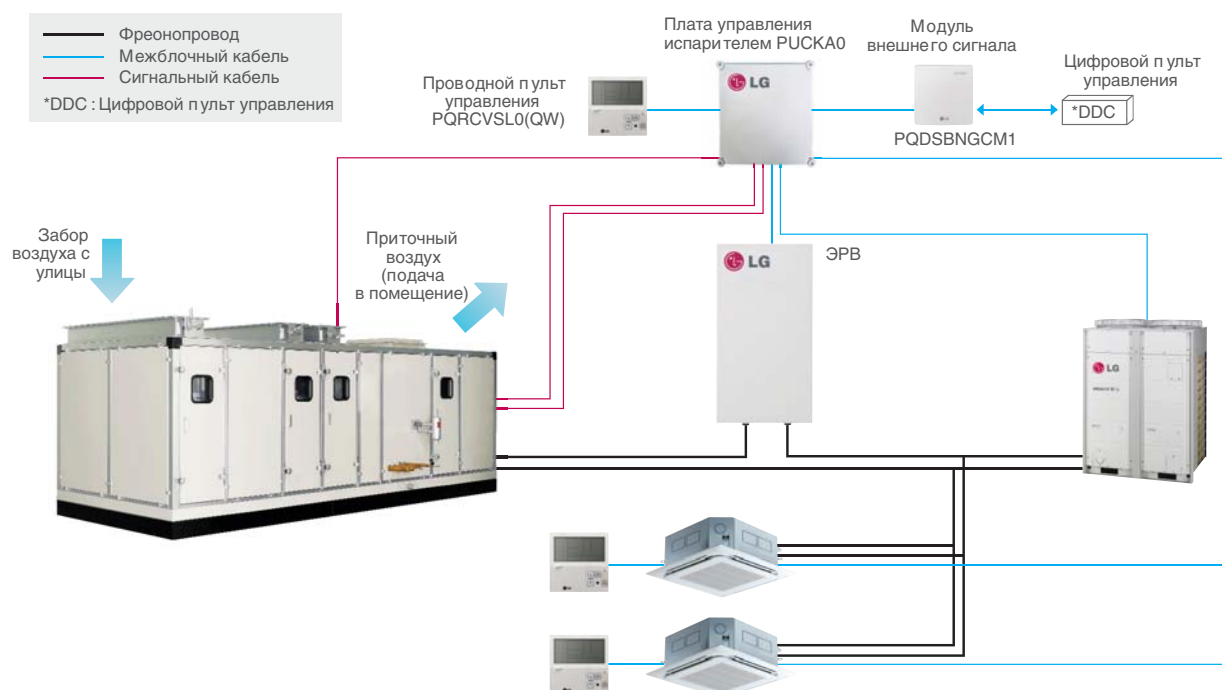 Фреонопровод
Межблочный кабель
Сигнальный кабель
*DDC : Цифровой пульт управления
Проводной пульт
управления
PQRCVSL0(QW)
Плата управления
испарителем PUCKA0
LG
Модуль
внешнего сигнала
PQDSBNGCM1
Цифровой пульт
управления
*DDC
Забор
воздуха с
улицы
Приточный
воздух
(подача
в помещение)
LG
ЭРВ
LG